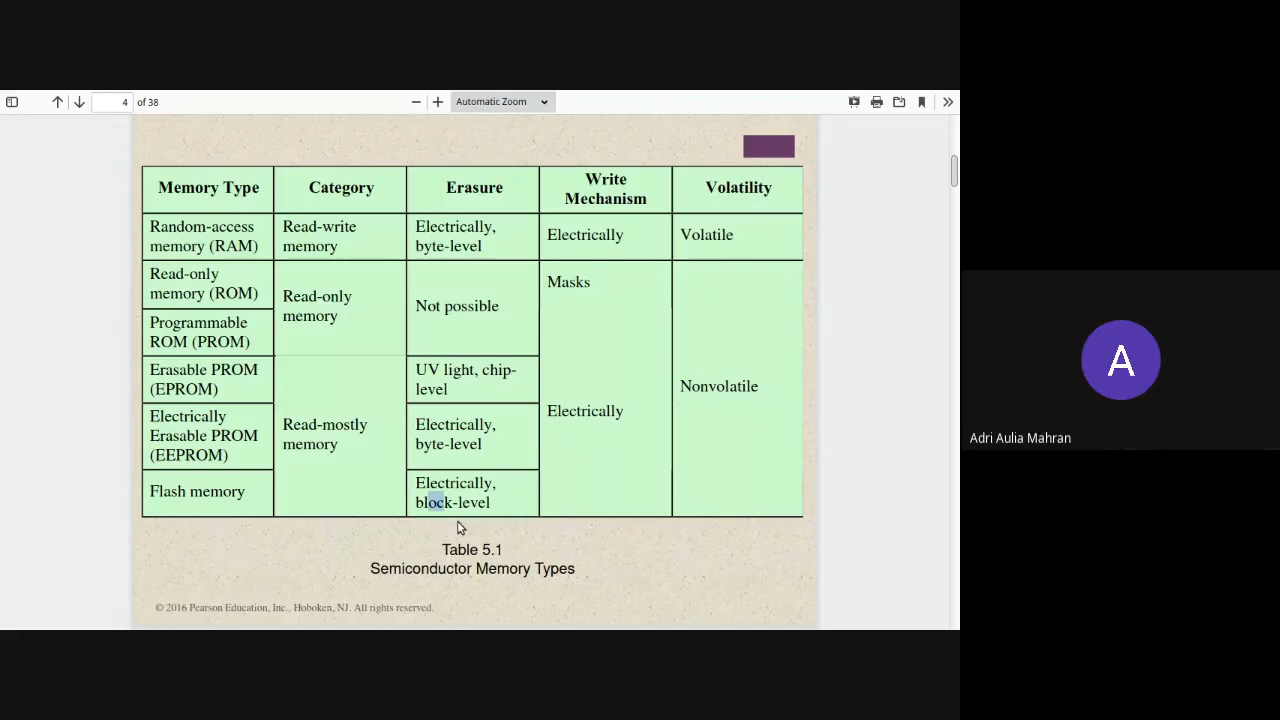 4 of 38
Automatic Zoom
Memory Type Category Erasure Write Mechanism Volatility
Random-access
memory (RAM)
Read-write
memory
Electrically,
byte-level
Electrically
Volatile
Read-only
memory (ROM)
Read-only
memory
Not possible
Masks
Nonvolatile
Programmable
ROM (PROM)
Erasable PROM
(EPROM)
Read-mostly
memory
UV light, chip-
level
Electrically
Electrically
Erasable PROM
(EEPROM)
Electrically,
byte-level
Flash memory
Electrically,
block-level
Table 5.1
Semiconductor Memory Types
© 2016 Pearson Education, Inc., Hoboken, NJ. All rights reserved.
A
Adri Aulia Mahran